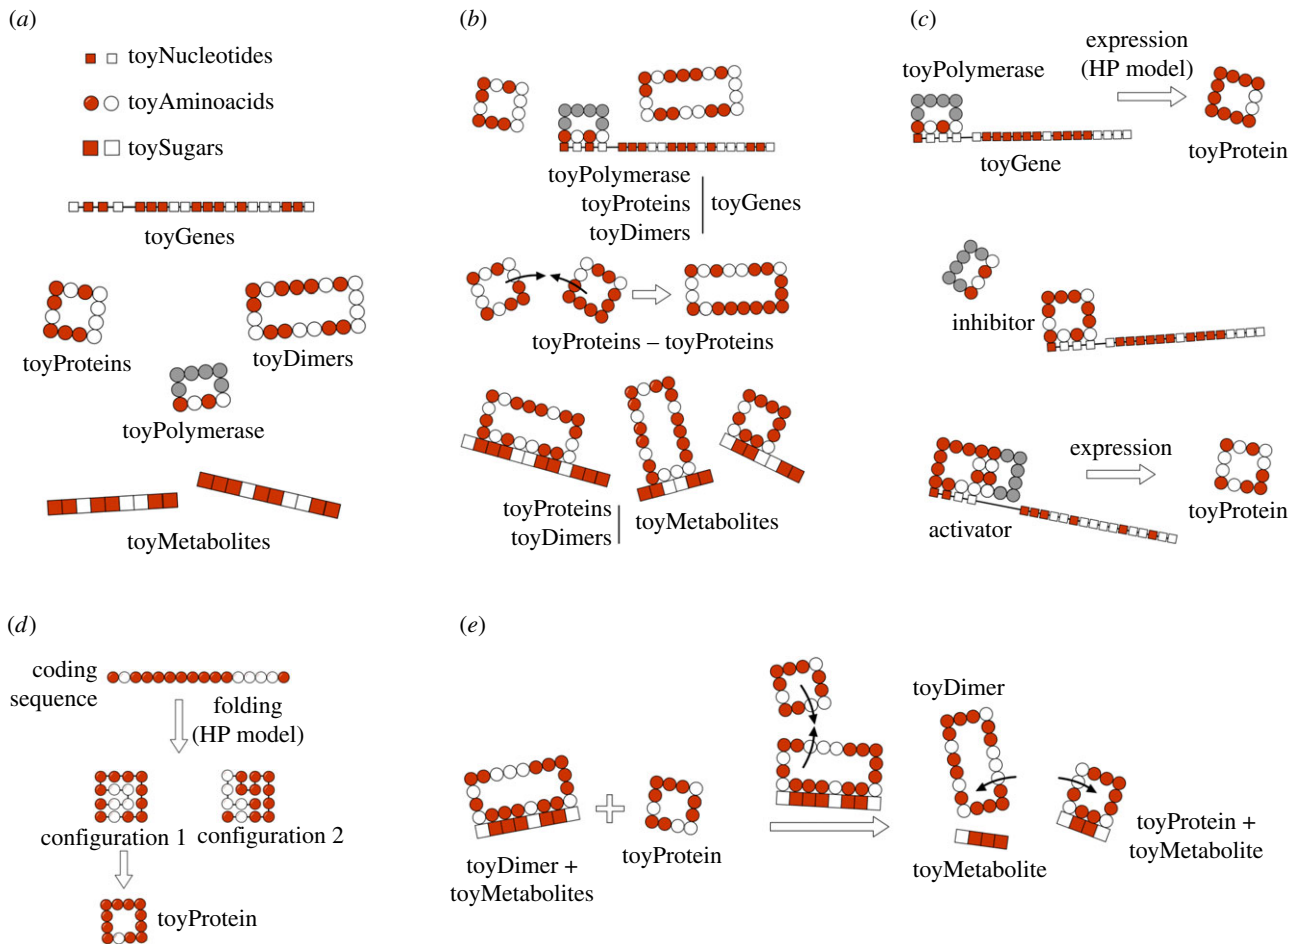 (a)
toyNucleotides
toyAminoacids
toySugars
toyGenes
toyProteins
toyDimers
toyPolymerase
toyMetabolites
(b)
toyPolymerase
toyProteins
toyDimers
toyGenes
toyProteins – toyProteins
toyProteins
toyDimers
toyMetabolites
(c)
toyPolymerase
expression
(HP model)
toyGene
toyProtein
inhibitor
expression
activator
toyProtein
(d)
coding
sequence
folding
(HP model)
configuration 1
configuration 2
toyProtein
(e)
toyDimer +
toyMetabolites
toyProtein
toyDimer
toyMetabolite
toyProtein +
toyMetabolite